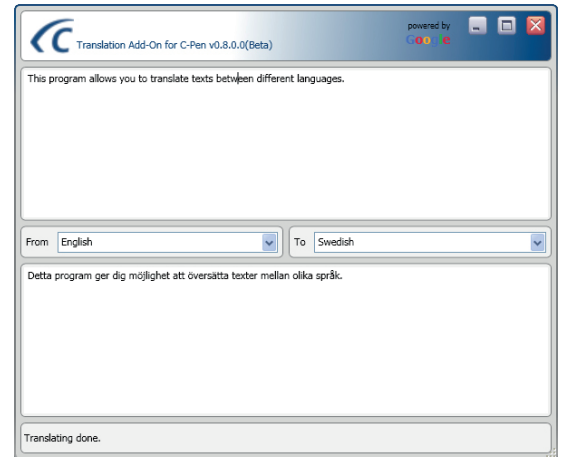 Translation Add-On for C-Pen v0.8.0.0(Beta)
powered by
Google
This program allows you to translate texts between different languages.
From English To Swedish
Detta program ger dig möjlighet att översätta texter mellan olika språk.
Translating done.